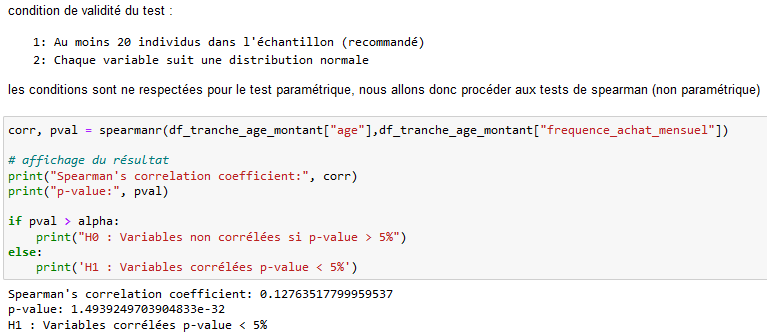 condition de validité du test :
1: Au moins 20 individus dans l'échantillon (recommandé)
2: Chaque variable suit une distribution normale
les conditions sont ne respectées pour le test paramétrique, nous allons donc procéder aux tests de spearman (non paramétrique)
corr, pval = spearmanr(df_tranche_age_montant["age"],df_tranche_age_montant["frequence_achat_mensuel"])
# affichage du résultat
print("Spearman's correlation coefficient:", corr)
print("p-value:", pval)
if pval > alpha:
    print("H0 : Variables non corrélées si p-value > 5%")
else:
    print('H1 : Variables corrélées p-value < 5%')
Spearman's correlation coefficient: 0.12763517799959537
p-value: 1.4939249703904833e-32
H1 : Variables corrélées p-value < 5%